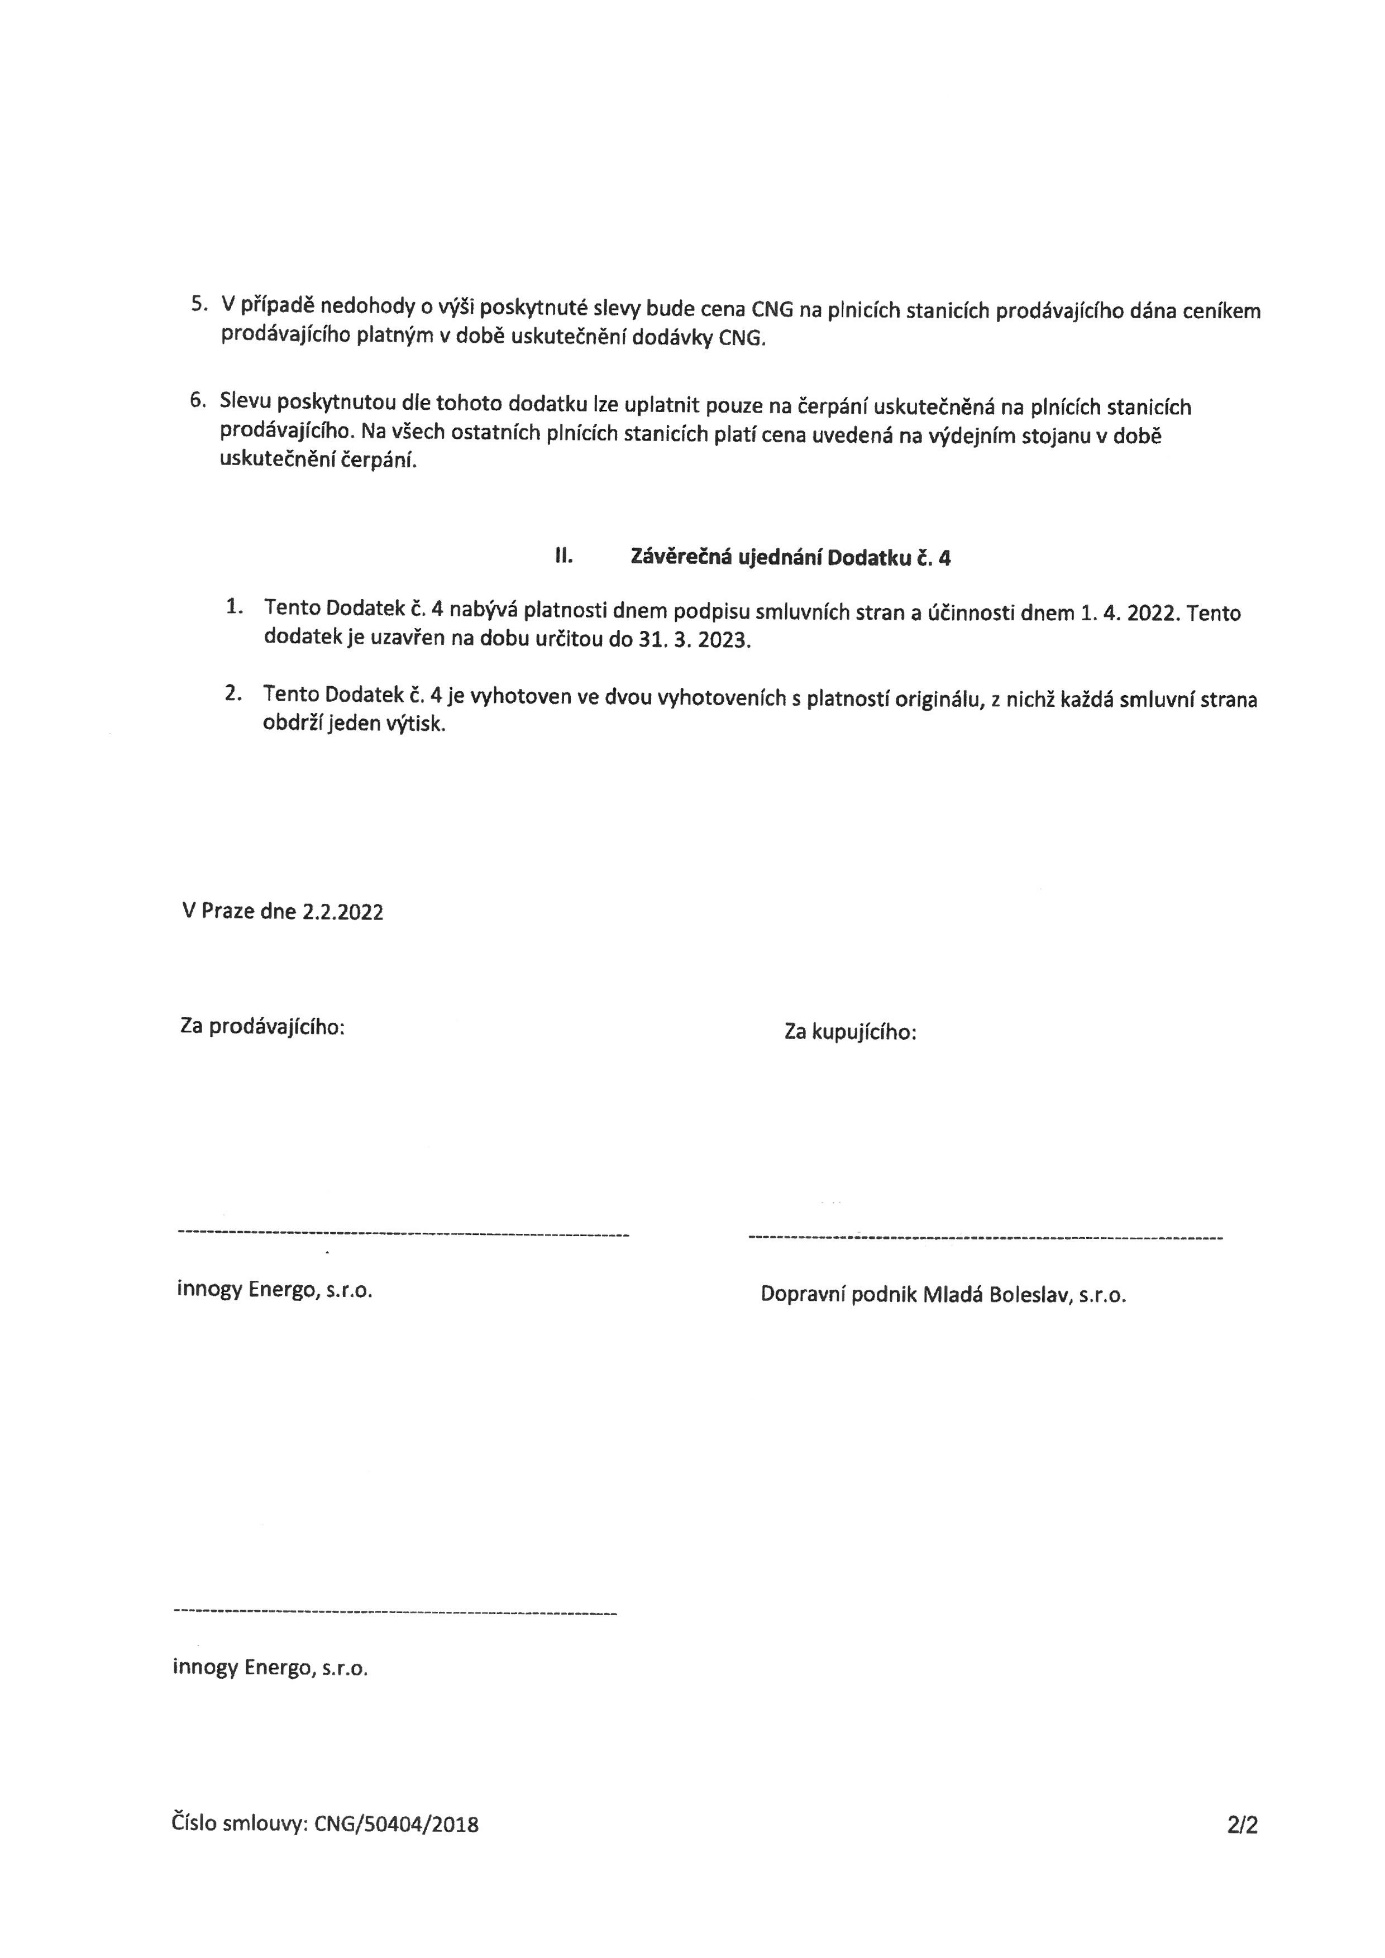 5. V případě nedohody o výši poskytnuté slevy bude cena CNG na plnicích stanicích prodávajícího dána ceníkem
prodávajícího platným v době uskutečnění dodávky CNG.
6. Slevu poskytnutou dle tohoto dodatku lze uplatnit pouze na čerpání uskutečněná na plnících stanicích
prodávajícího. Na všech ostatních plnících stanicích platí cena uvedená na výdejním stojanu v době
uskutečnění čerpání.
II. Závěrečná ujednání Dodatku č. 4
1. Tento Dodatek č. 4 nabývá platnosti dnem podpisu smluvních stran a účinnosti dnem 1. 4. 2022. Tento
dodatek je uzavřen na dobu určitou do 31. 3. 2023.
2. Tento Dodatek č. 4 je vyhotoven ve dvou vyhotoveních s platností originálu, z nichž každá smluvní strana
obdrží jeden výtisk.
V Praze dne 2.2.2022
Za prodávajícího:
Za kupujícího:
innogy Energo, s.r.o.
Dopravní podnik Mladá Boleslav, s.r.o.
innogy Energo, s.r.o.
Číslo smlouvy: CNG/50404/2018
2/2